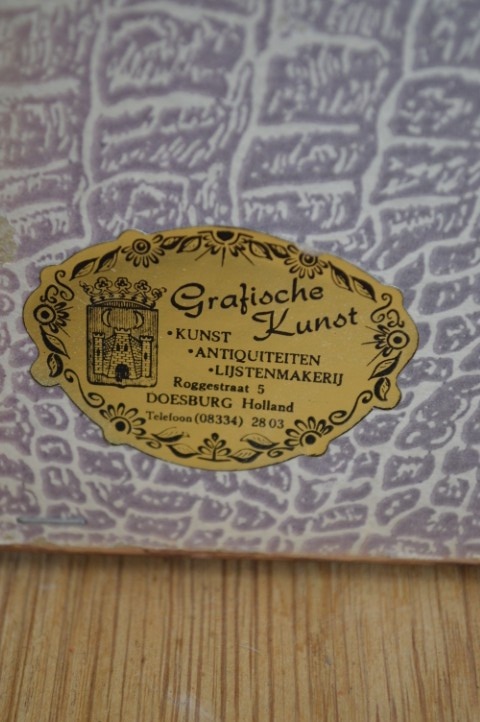 Grafische
Kunst
•KUNST
•ANTIQUITEITEN
•LIJSTENMAKERIJ
Roggestraat 5
DOESBURG Holland
Telefoon (08334) 28 03